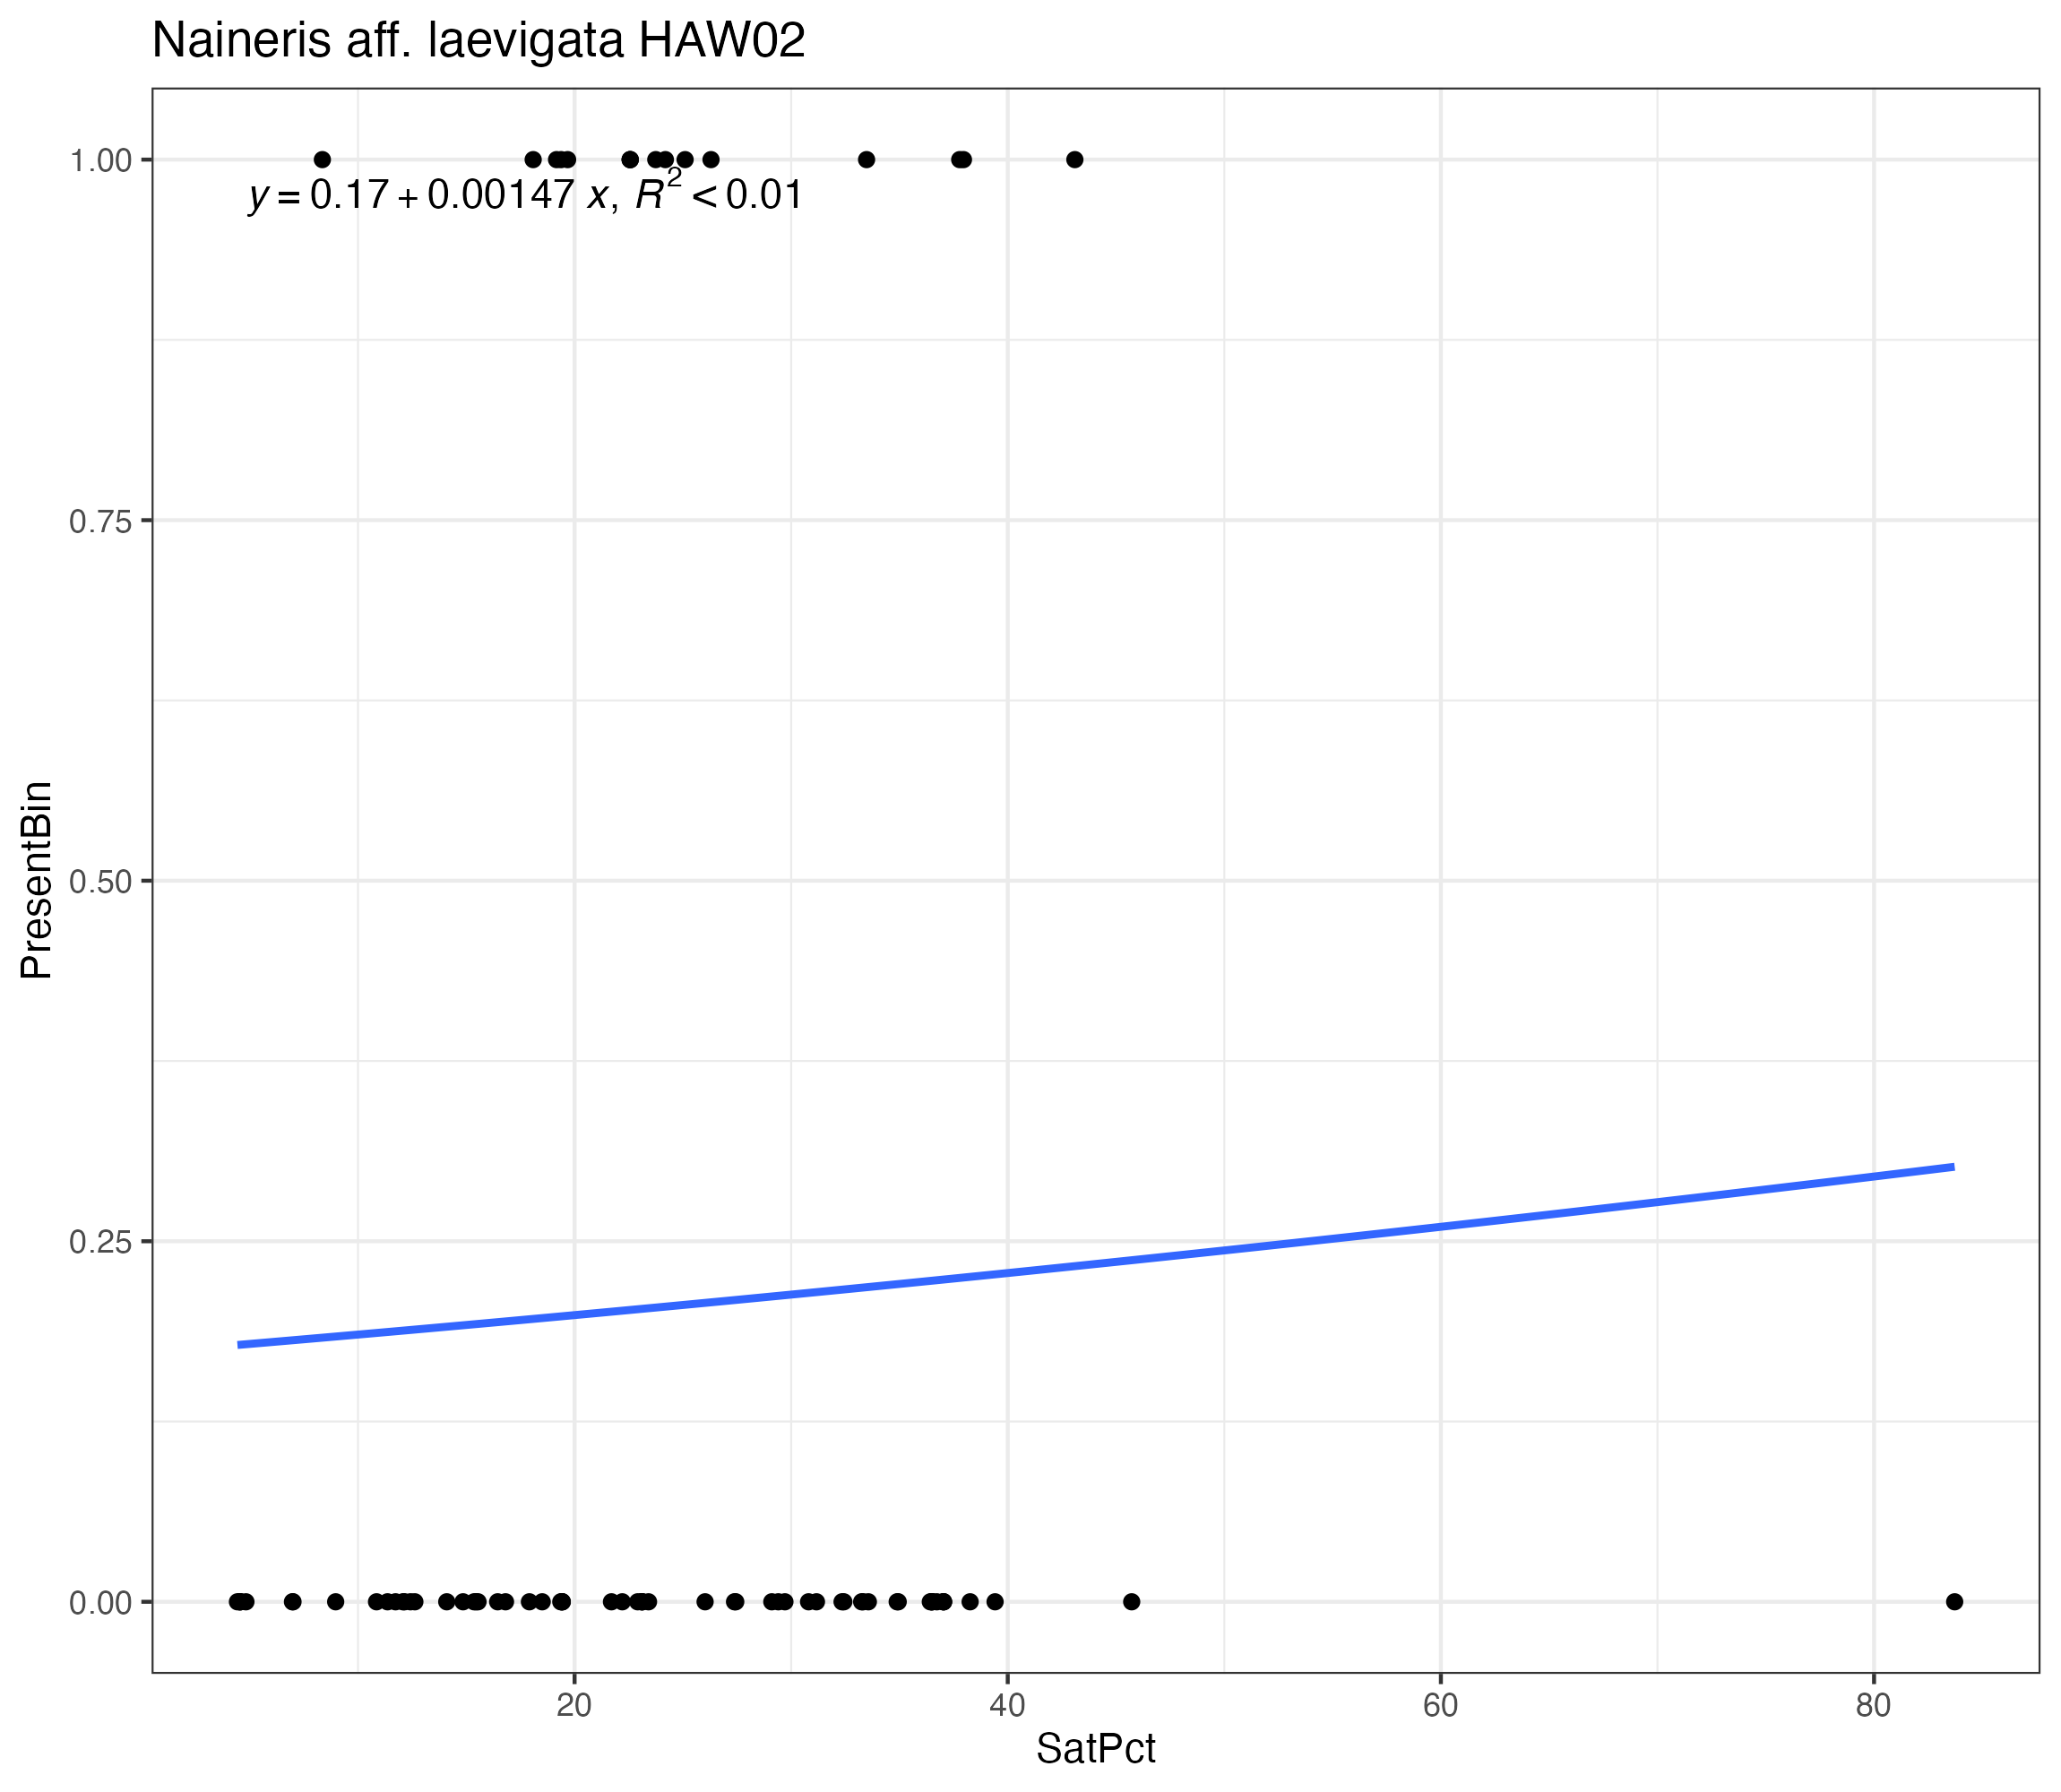 Naineris aff. laevigata HAW02
1.00
y = 0.17 + 0.00147 x, R² < 0.01
0.75
PresentBin
0.50
0.25
0.00
20 40 60 80
SatPct